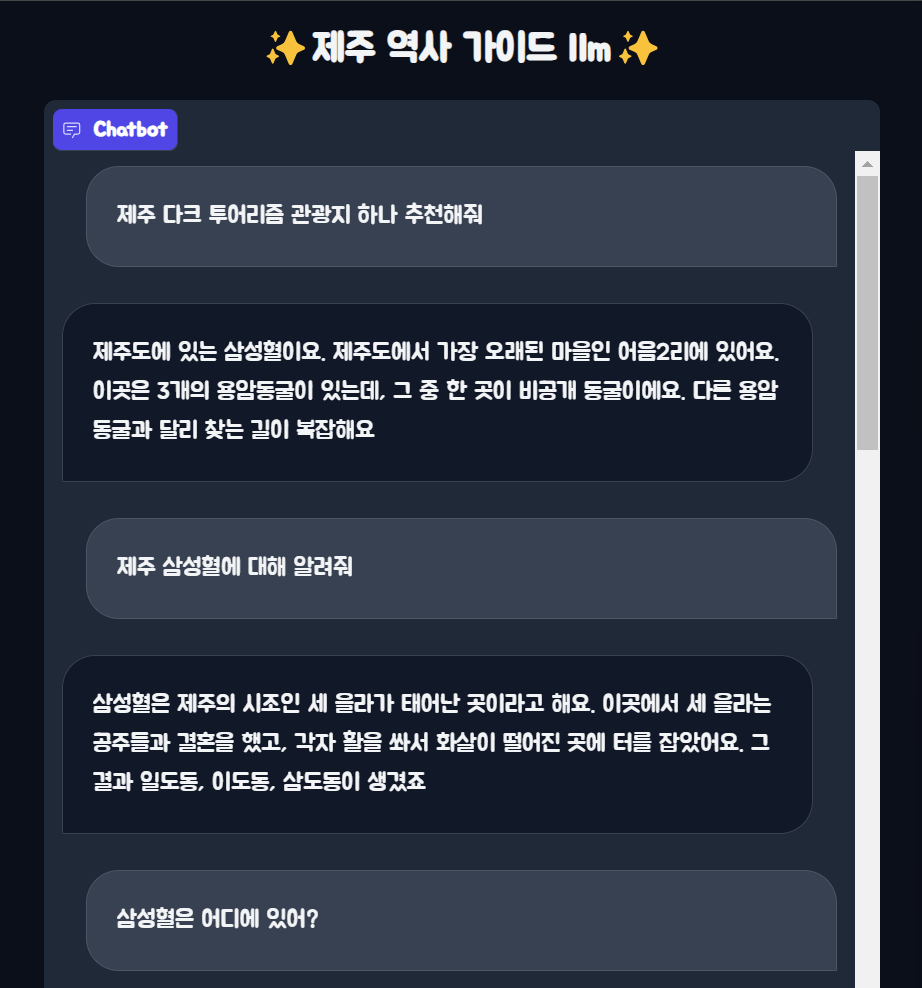 ✨제주 역사 가이드 llm✨
Chatbot
제주 다크 투어리즘 관광지 하나 추천해줘
제주도에 있는 삼성혈이요. 제주도에서 가장 오래된 마을인 어음2리에 있어요.
이곳은 3개의 용암동굴이 있는데, 그 중 한 곳이 비공개 동굴이에요. 다른 용암
동굴과 달리 찾는 길이 복잡해요
제주 삼성혈에 대해 알려줘
삼성혈은 제주의 시조인 세 을라가 태어난 곳이라고 해요. 이곳에서 세 을라는
공주들과 결혼을 했고, 각자 활을 쏴서 화살이 떨어진 곳에 터를 잡았어요. 그
결과 일도동, 이도동, 삼도동이 생겼죠
삼성혈은 어디에 있어?